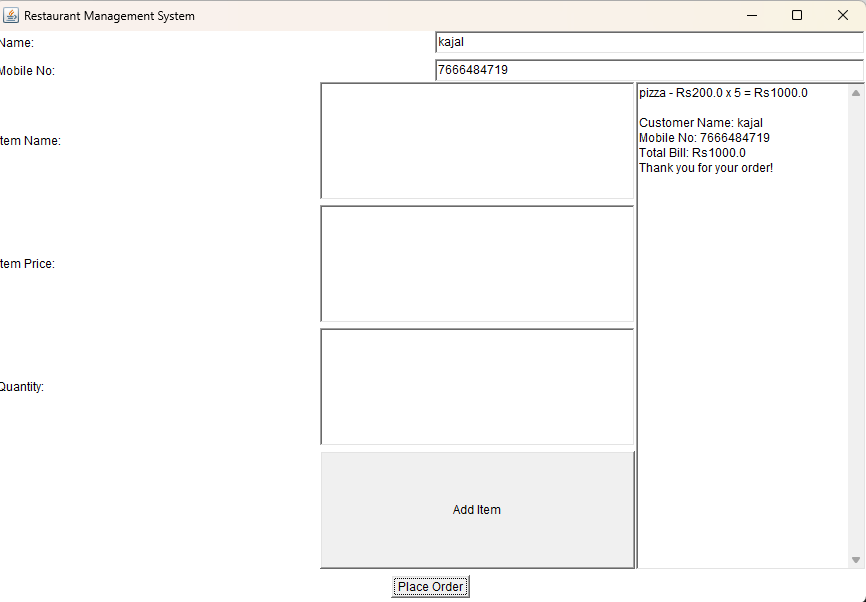 Restaurant Management System
Name:
kajal
Mobile No:
7666484719
tem Name:
tem Price:
Quantity:
Add Item
pizza - Rs200.0 x 5 = Rs1000.0
Customer Name: kajal
Mobile No: 7666484719
Total Bill: Rs1000.0
Thank you for your order!
Place Order